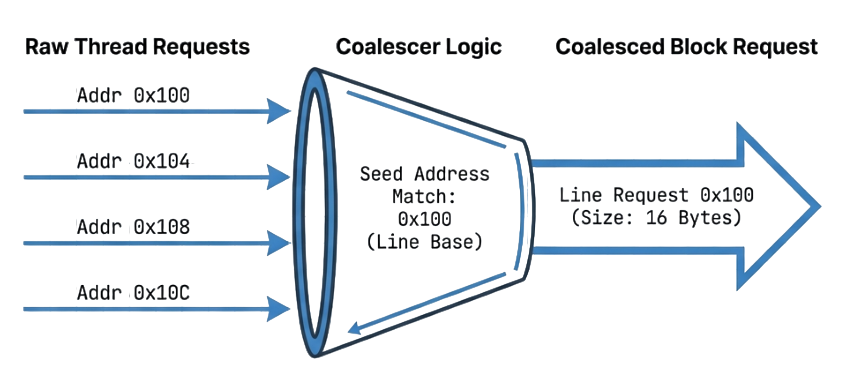 Raw Thread Requests
Coalescer Logic
Coalesced Block Request
Addr 0x100
Addr 0x104
Addr 0x108
Addr 0x10C
Seed Address
Match:
0x100
(Line Base)
Line Request 0x100
(Size: 16 Bytes)